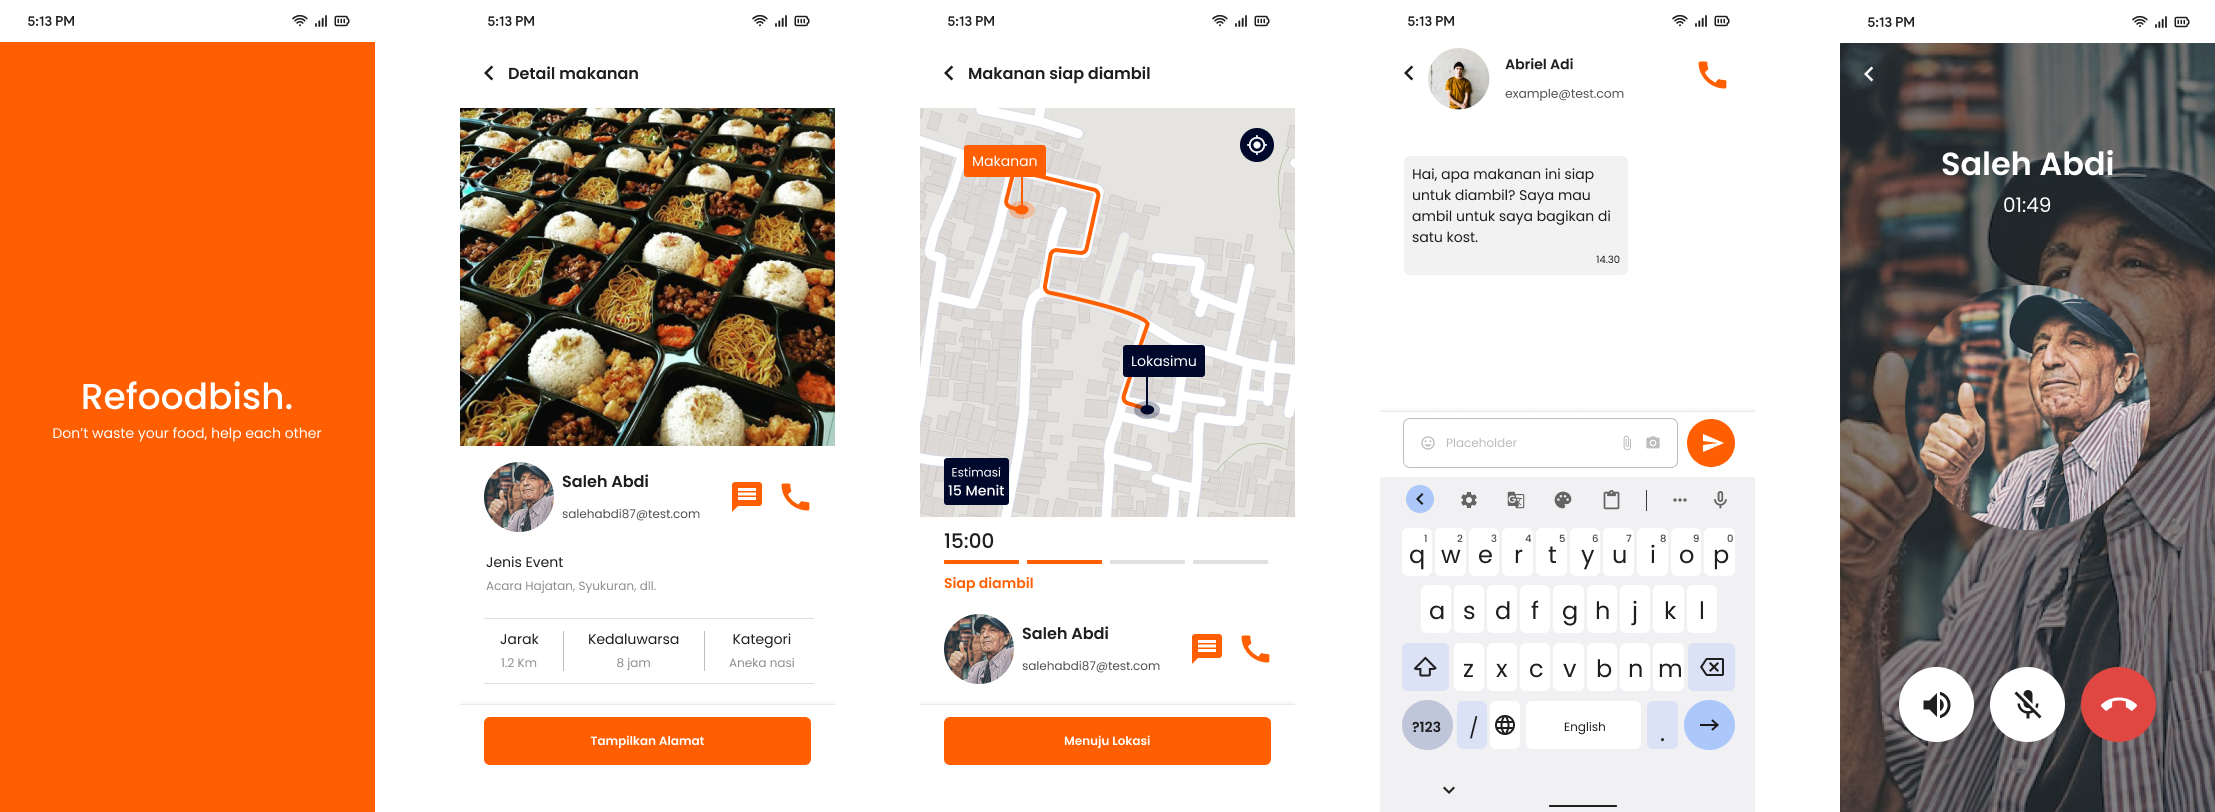 5:13 PM
Refoodbish.
Don't waste your food, help each other
5:13 PM
Detail makanan
Saleh Abdi
salehabdi87@test.com
Jenis Event
Acara Hajatan, Syukuran, dll.
Jarak
1.2 Km
Kedaluwarsa
8 jam
Kategori
Aneka nasi
Tampilkan Alamat
5:13 PM
Makanan siap diambil
Makanan
Lokasimu
Estimasi
15 Menit
15:00
Siap diambil
Saleh Abdi
salehabdi87@test.com
Menuju Lokasi
5:13 PM
Abriel Adi
example@test.com
Hai, apa makanan ini siap
untuk diambil? Saya mau
ambil untuk saya bagikan di
satu kost.
14.30
Placeholder
1 2 3 4 5 6 7 8 9 0
q w e r t y u i o p
a s d f g h j k l
z x c v b n m
?123 / English .
5:13 PM
Saleh Abdi
01:49